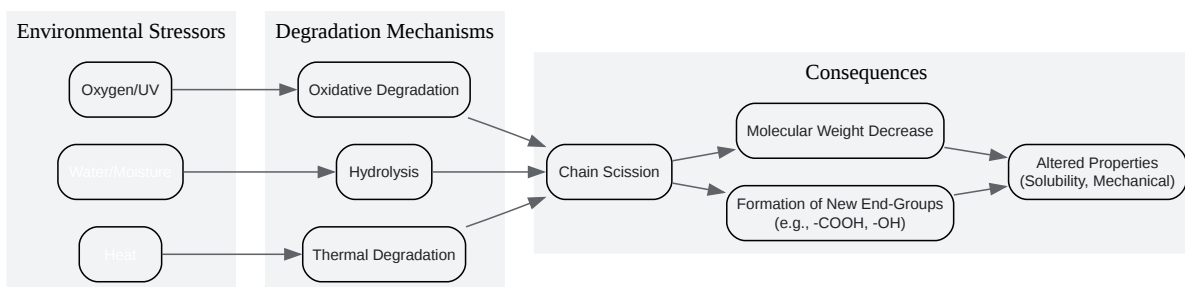 Environmental Stressors
Oxygen/UV
Water/Moisture
Heat
Degradation Mechanisms
Oxidative Degradation
Hydrolysis
Thermal Degradation
Consequences
Chain Scission
Molecular Weight Decrease
Formation of New End-Groups
(e.g., -COOH, -OH)
Altered Properties
(Solubility, Mechanical)